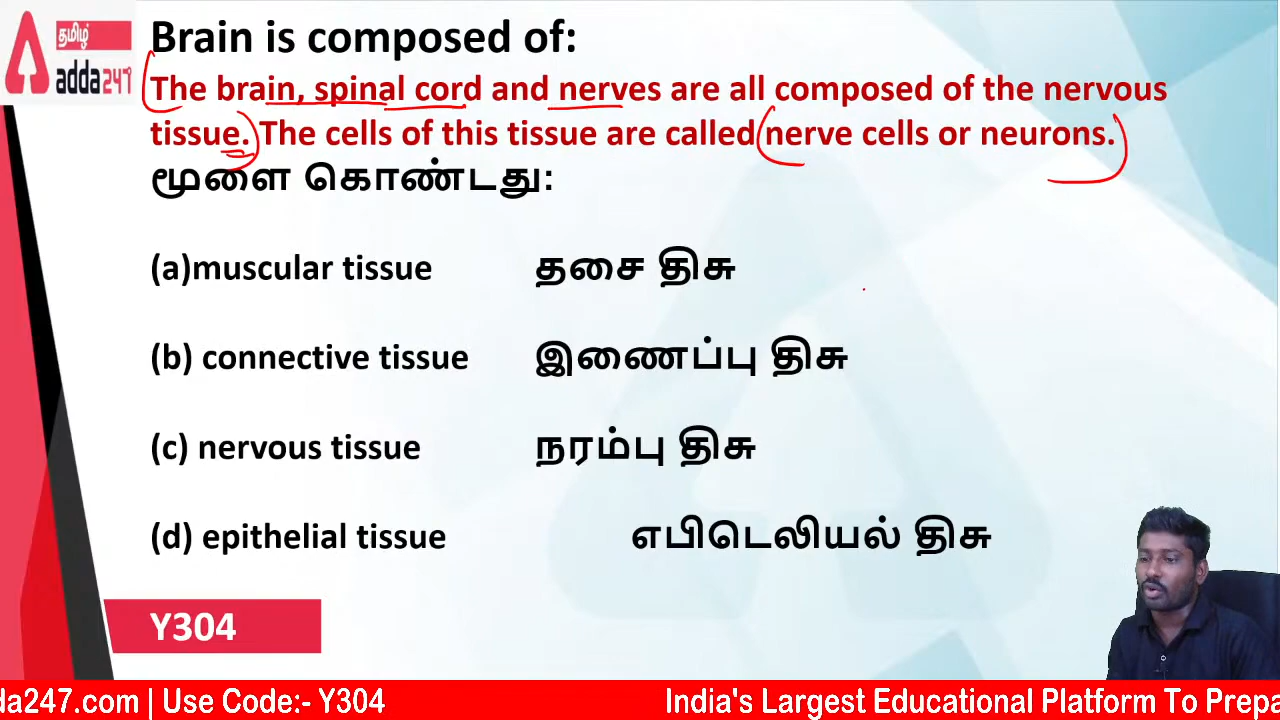 தமிழ்
adda247
Brain is composed of:
The brain, spinal cord and nerves are all composed of the nervous
tissue. The cells of this tissue are called nerve cells or neurons.
மூளை கொண்டது:
(a)muscular tissue தசை திசு
(b) connective tissue இணைப்பு திசு
(c) nervous tissue நரம்பு திசு
(d) epithelial tissue எபிடெலியல் திசு
Y304
da247.com | Use Code:- Y304 India's Largest Educational Platform To Prepa